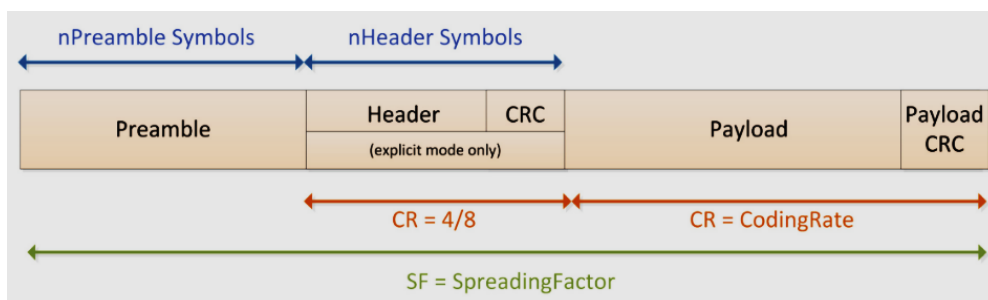 nPreamble Symbols
nHeader Symbols
Preamble
Header
CRC
(explicit mode only)
Payload
Payload
CRC
CR = 4/8
CR = CodingRate
SF = SpreadingFactor